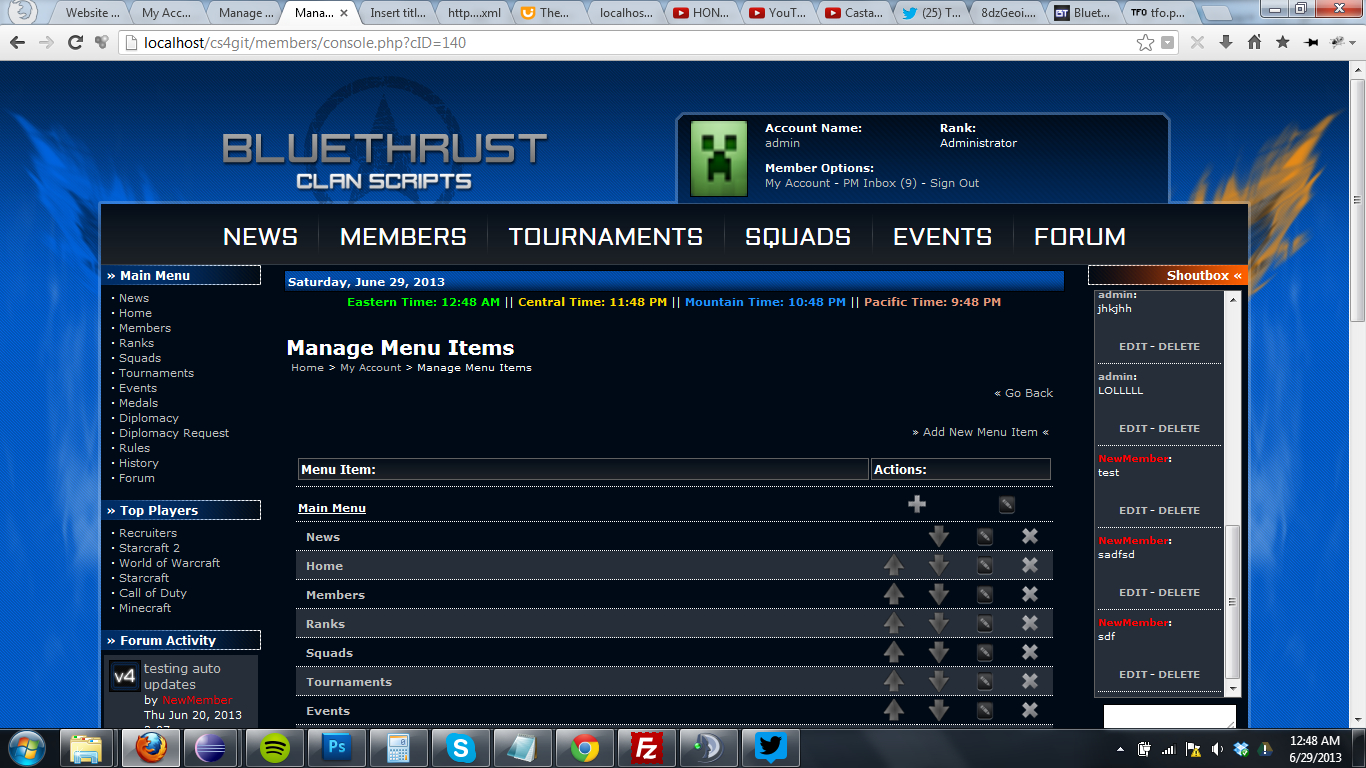 Website ...
My Acc...
Manage ...
Mana...
Insert titl...
http....xml
The...
localhos...
HON...
YouT...
Casta...
(25) T...
8dzGeoi...
GT Bluet...
TFO tfo.p...
localhost/cs4git/members/console.php?cID=140
BLUETHRUST
CLAN SCRIPTS
Account Name:
admin
Rank:
Administrator
Member Options:
My Account - PM Inbox (9) - Sign Out
NEWS MEMBERS TOURNAMENTS SQUADS EVENTS FORUM
» Main Menu
• News
• Home
• Members
• Ranks
• Squads
• Tournaments
• Events
• Medals
• Diplomacy
• Diplomacy Request
• Rules
• History
• Forum
» Top Players
• Recruiters
• Starcraft 2
• World of Warcraft
• Starcraft
• Call of Duty
• Minecraft
» Forum Activity
v4
testing auto
updates
by NewMember
Thu Jun 20, 2013
Saturday, June 29, 2013
Eastern Time: 12:48 AM || Central Time: 11:48 PM || Mountain Time: 10:48 PM || Pacific Time: 9:48 PM
Manage Menu Items
Home > My Account > Manage Menu Items
« Go Back
» Add New Menu Item «
Menu Item: Actions:
Main Menu
News
Home
Members
Ranks
Squads
Tournaments
Events
Shoutbox «
admin:
jhkjhh
EDIT - DELETE
admin:
LOLLLLL
EDIT - DELETE
NewMember:
test
EDIT - DELETE
NewMember:
sadfsd
EDIT - DELETE
NewMember:
sdf
EDIT - DELETE
Ps
S
Fz
12:48 AM
6/29/2013